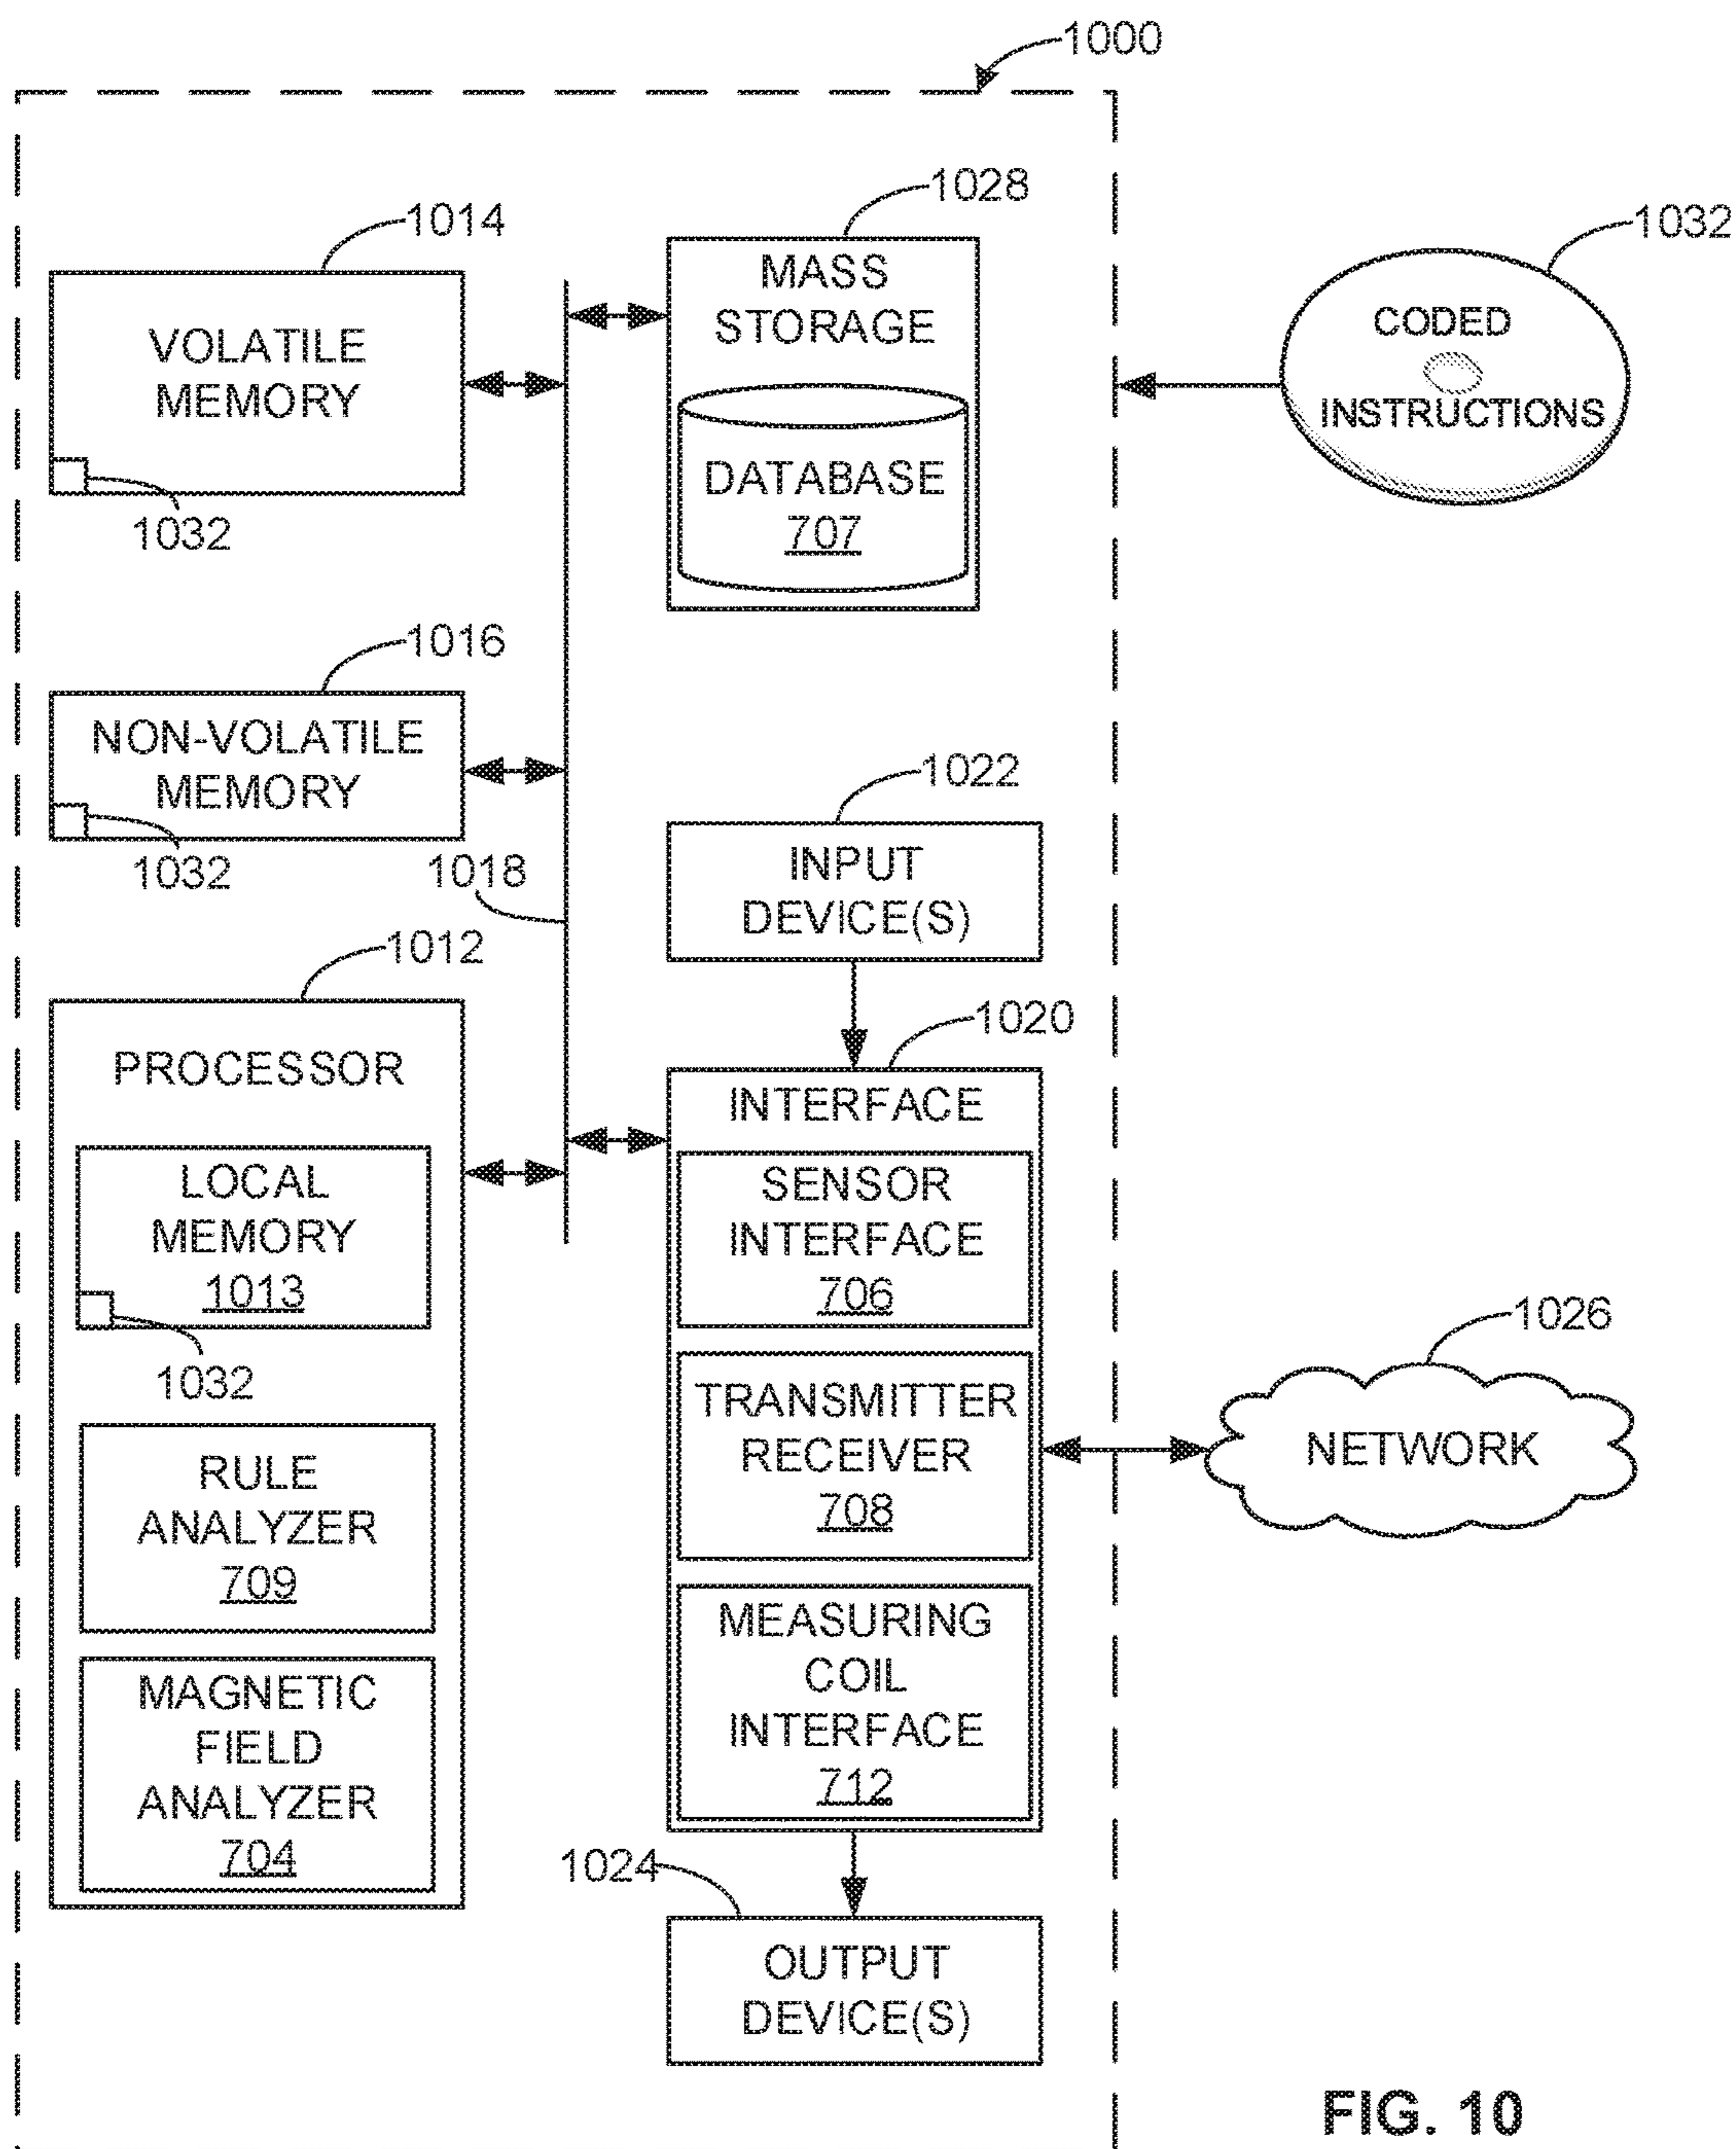 1000
1014
VOLATILE
MEMORY
1032
1028
MASS
STORAGE
DATABASE
707
1032
CODED
INSTRUCTIONS
1016
NON-VOLATILE
MEMORY
1032
1018
1022
INPUT
DEVICE(S)
1012
PROCESSOR
LOCAL
MEMORY
1013
1032
RULE
ANALYZER
709
MAGNETIC
FIELD
ANALYZER
704
1020
INTERFACE
SENSOR
INTERFACE
706
TRANSMITTER
RECEIVER
708
MEASURING
COIL
INTERFACE
712
1026
NETWORK
1024
OUTPUT
DEVICE(S)
FIG. 10